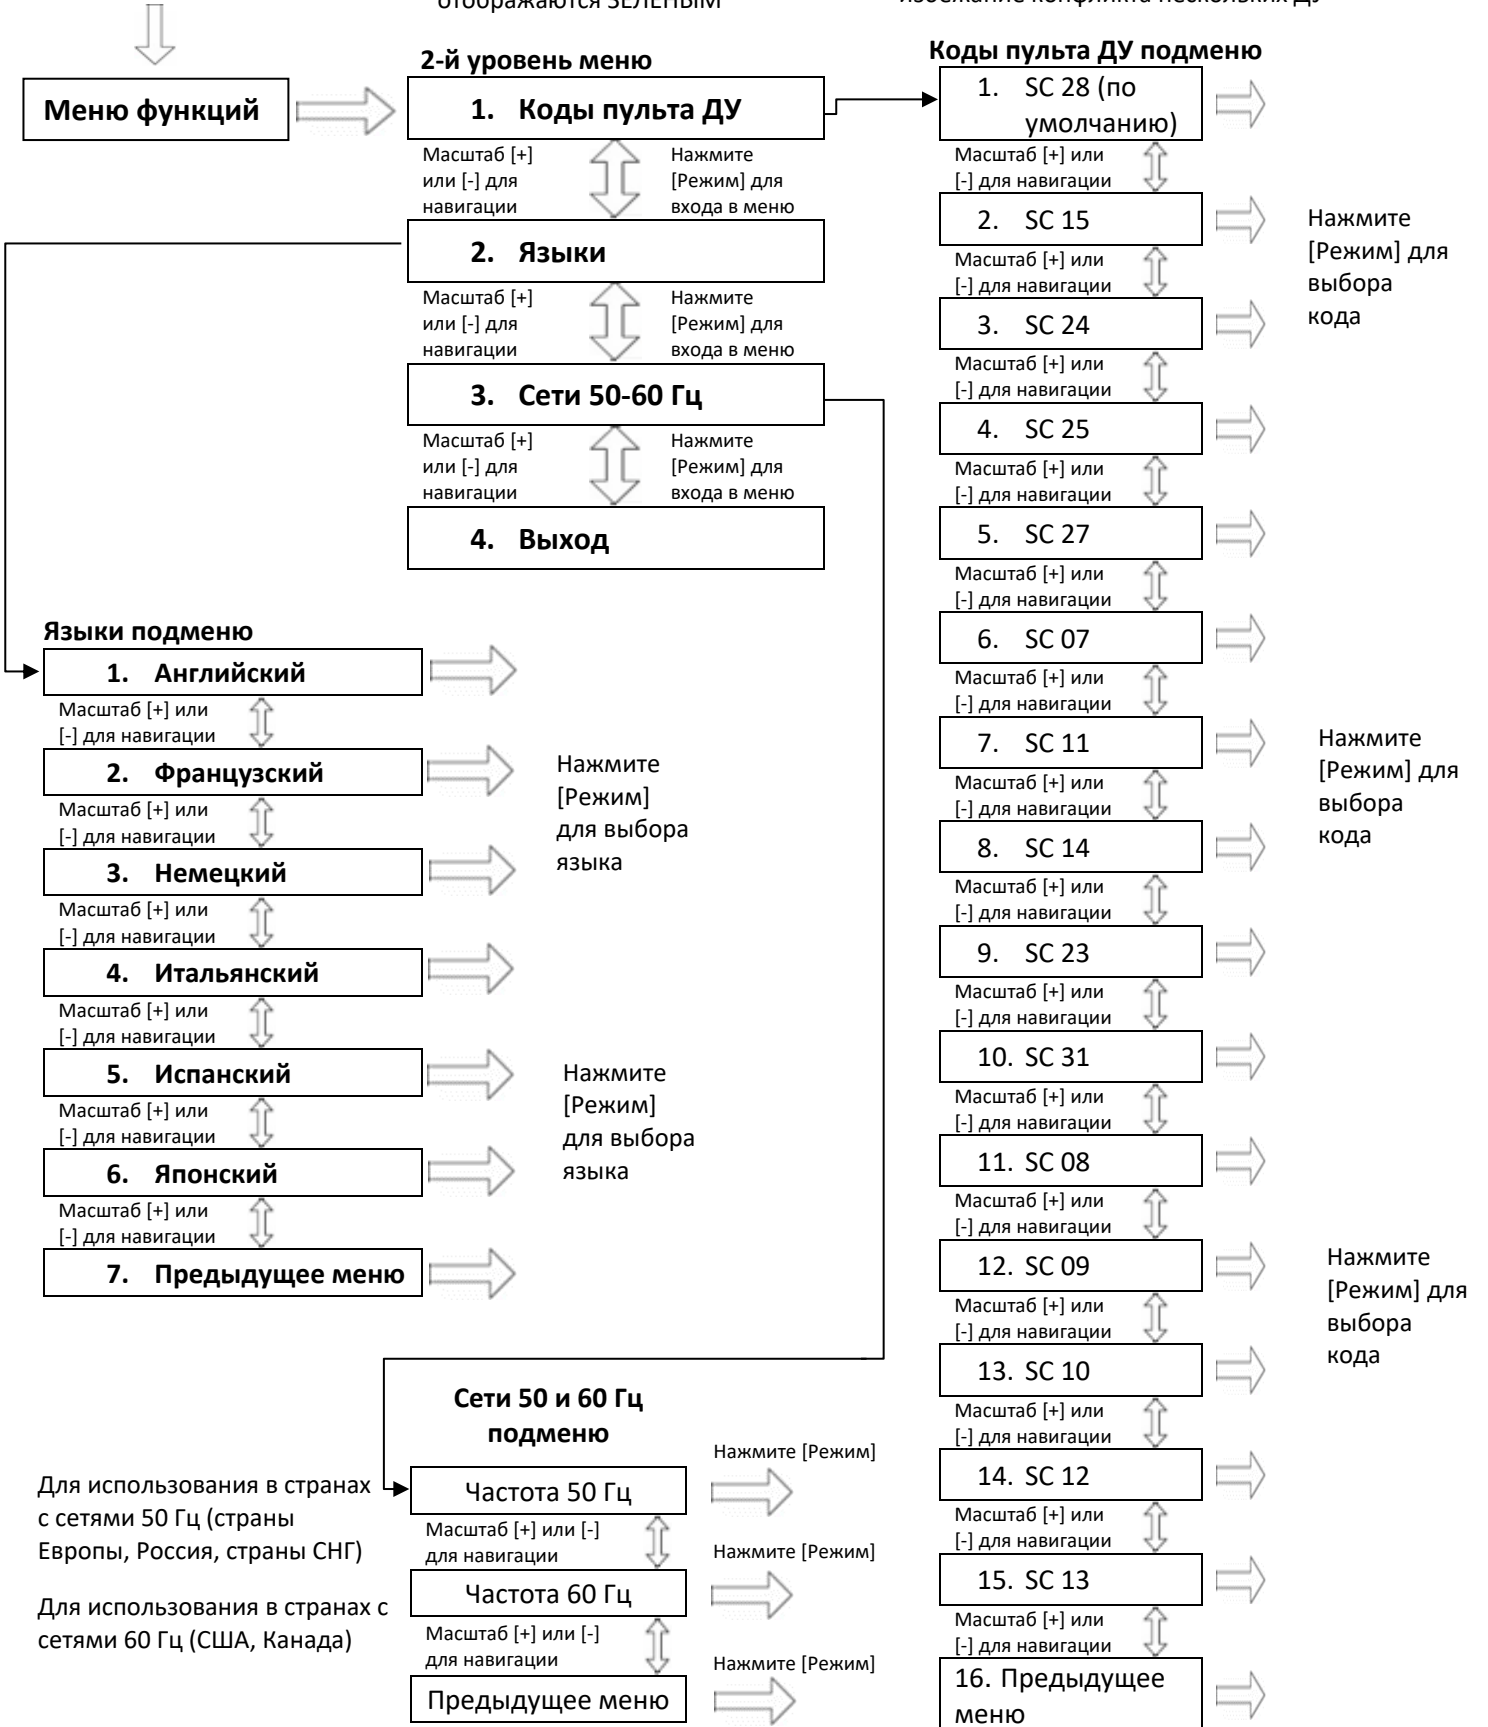 отображаются ЗЕЛЕНЫМ
избежание конфликта нескольких ДУ
Меню функций
2-й уровень меню
1. Коды пульта ДУ
Масштаб [+]
или [-] для
навигации
Нажмите
[Режим] для
входа в меню
2. Языки
Масштаб [+]
или [-] для
навигации
Нажмите
[Режим] для
входа в меню
3. Сети 50-60 Гц
Масштаб [+]
или [-] для
навигации
Нажмите
[Режим] для
входа в меню
4. Выход
Языки подменю
1. Английский
Масштаб [+] или
[-] для навигации
2. Французский
Масштаб [+] или
[-] для навигации
3. Немецкий
Масштаб [+] или
[-] для навигации
4. Итальянский
Масштаб [+] или
[-] для навигации
5. Испанский
Масштаб [+] или
[-] для навигации
6. Японский
Масштаб [+] или
[-] для навигации
7. Предыдущее меню
Нажмите
[Режим]
для выбора
языка
Нажмите
[Режим]
для выбора
языка
Для использования в странах
с сетями 50 Гц (страны
Европы, Россия, страны СНГ)
Для использования в странах с
сетями 60 Гц (США, Канада)
Сети 50 и 60 Гц
подменю
Частота 50 Гц
Нажмите [Режим]
Масштаб [+] или [-]
для навигации
Частота 60 Гц
Нажмите [Режим]
Масштаб [+] или [-]
для навигации
Предыдущее меню
Нажмите [Режим]
Коды пульта ДУ подменю
1. SC 28 (по
умолчанию)
Масштаб [+] или
[-] для навигации
2. SC 15
Масштаб [+] или
[-] для навигации
3. SC 24
Масштаб [+] или
[-] для навигации
4. SC 25
Масштаб [+] или
[-] для навигации
5. SC 27
Масштаб [+] или
[-] для навигации
6. SC 07
Масштаб [+] или
[-] для навигации
7. SC 11
Масштаб [+] или
[-] для навигации
8. SC 14
Масштаб [+] или
[-] для навигации
9. SC 23
Масштаб [+] или
[-] для навигации
10. SC 31
Масштаб [+] или
[-] для навигации
11. SC 08
Масштаб [+] или
[-] для навигации
12. SC 09
Масштаб [+] или
[-] для навигации
13. SC 10
Масштаб [+] или
[-] для навигации
14. SC 12
Масштаб [+] или
[-] для навигации
15. SC 13
Масштаб [+] или
[-] для навигации
16. Предыдущее
меню
Нажмите
[Режим] для
выбора
кода
Нажмите
[Режим] для
выбора
кода
Нажмите
[Режим] для
выбора
кода